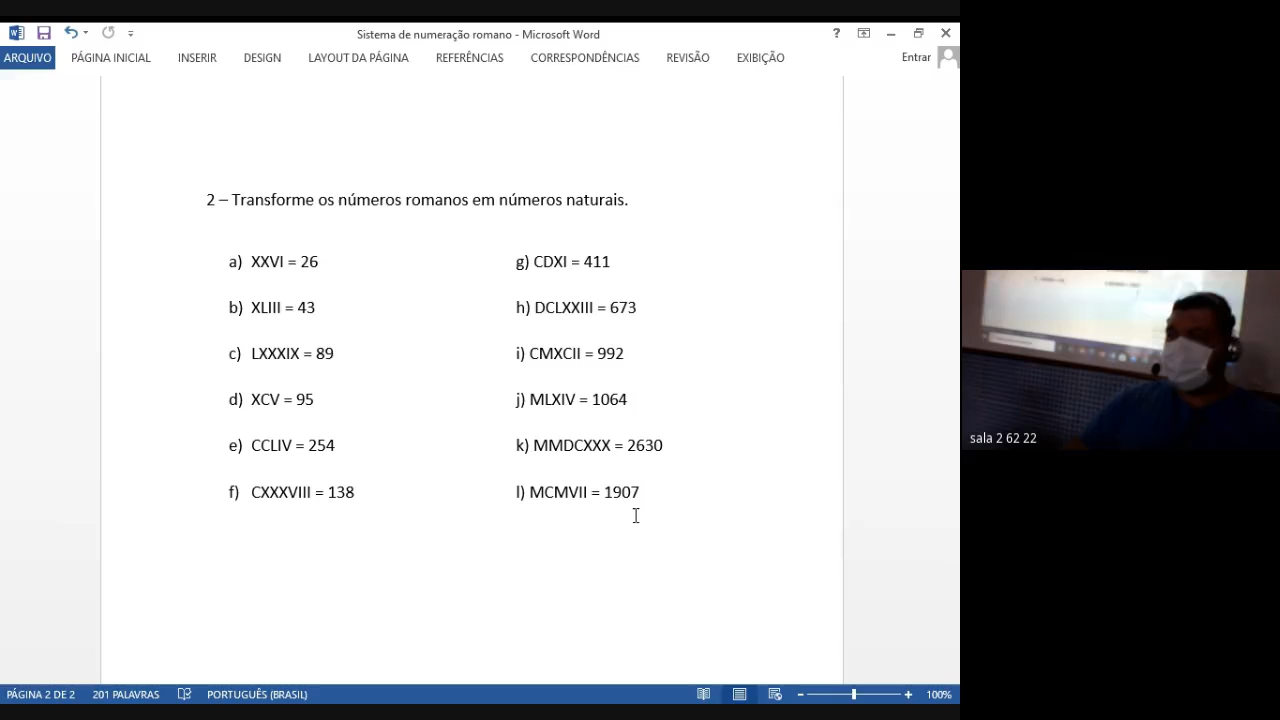 Sistema de numeração romano - Microsoft Word
ARQUIVO PÁGINA INICIAL INSERIR DESIGN LAYOUT DA PÁGINA REFERÊNCIAS CORRESPONDÊNCIAS REVISÃO EXIBIÇÃO Entrar
2 – Transforme os números romanos em números naturais.
a) XXVI = 26
b) XLIII = 43
c) LXXXIX = 89
d) XCV = 95
e) CCLIV = 254
f) CXXXVIII = 138
g) CDXI = 411
h) DCLXXIII = 673
i) CMXCII = 992
j) MLXIV = 1064
k) MMDCXXX = 2630
l) MCMVII = 1907
sala 2 62 22
PÁGINA 2 DE 2 201 PALAVRAS PORTUGUÊS (BRASIL) 100%